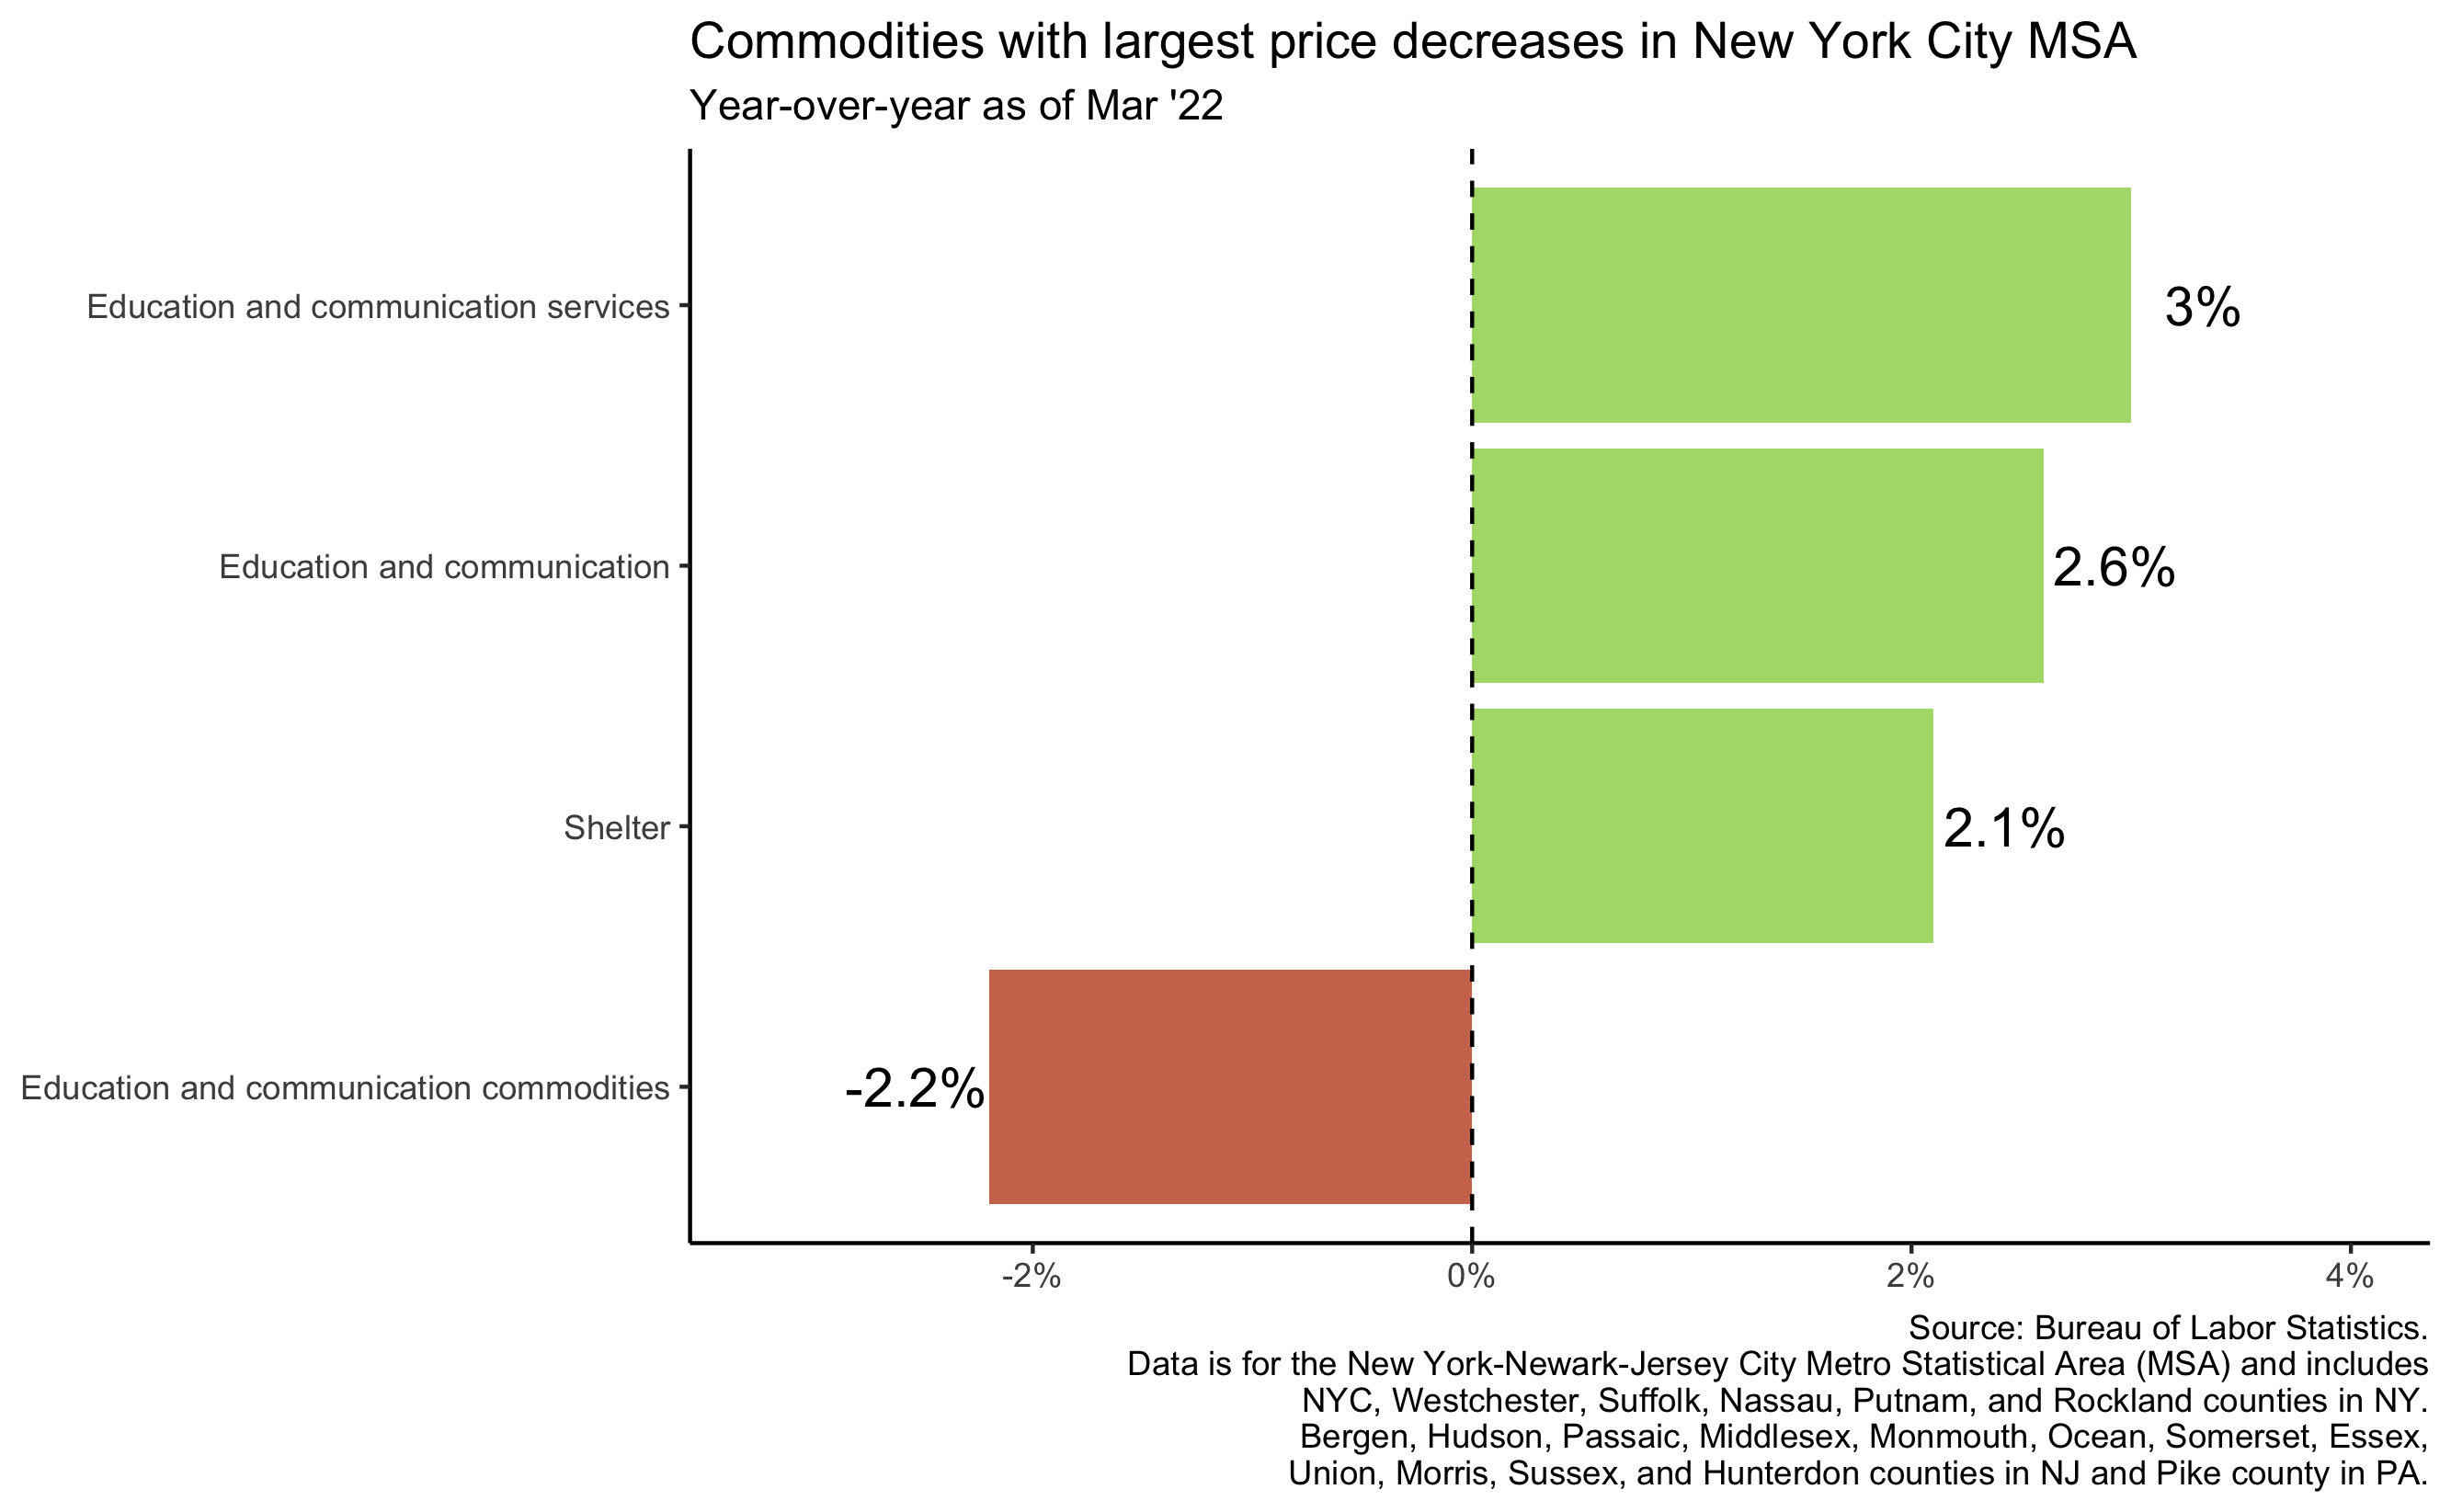 Commodities with largest price decreases in New York City MSA
Year-over-year as of Mar '22
Education and communication services
3%
Education and communication
2.6%
Shelter
2.1%
Education and communication commodities
-2.2%
-2%
0%
2%
4%
Source: Bureau of Labor Statistics.
Data is for the New York-Newark-Jersey City Metro Statistical Area (MSA) and includes
NYC, Westchester, Suffolk, Nassau, Putnam, and Rockland counties in NY.
Bergen, Hudson, Passaic, Middlesex, Monmouth, Ocean, Somerset, Essex,
Union, Morris, Sussex, and Hunterdon counties in NJ and Pike county in PA.